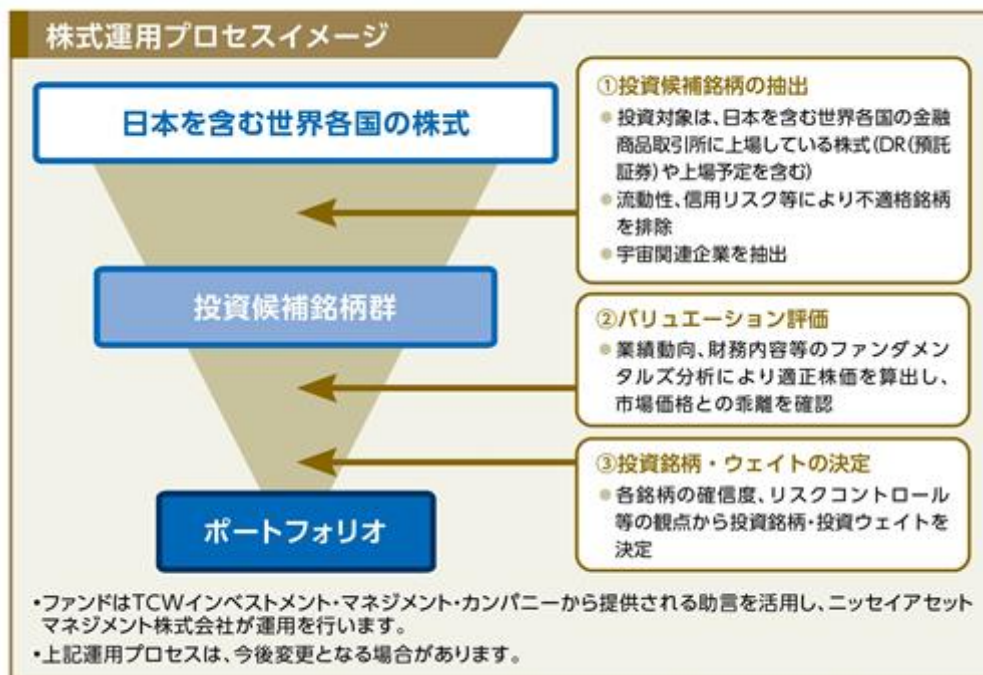 株式運用プロセスイメージ
日本を含む世界各国の株式
①投資候補銘柄の抽出
●投資対象は、日本を含む世界各国の金融
商品取引所に上場している株式(DR(預託
証券)や上場予定を含む)
●流動性、信用リスク等により不適格銘柄
を排除
●宇宙関連企業を抽出
投資候補銘柄群
②バリュエーション評価
●業績動向、財務内容等のファンダメン
タルズ分析により適正株価を算出し、
市場価格との乖離を確認
③投資銘柄・ウェイトの決定
●各銘柄の確信度、リスクコントロール
等の観点から投資銘柄・投資ウェイトを
決定
ポートフォリオ
•ファンドはTCWインベストメント・マネジメント・カンパニーから提供される助言を活用し、ニッセイアセット
マネジメント株式会社が運用を行います。
•上記運用プロセスは、今後変更となる場合があります。